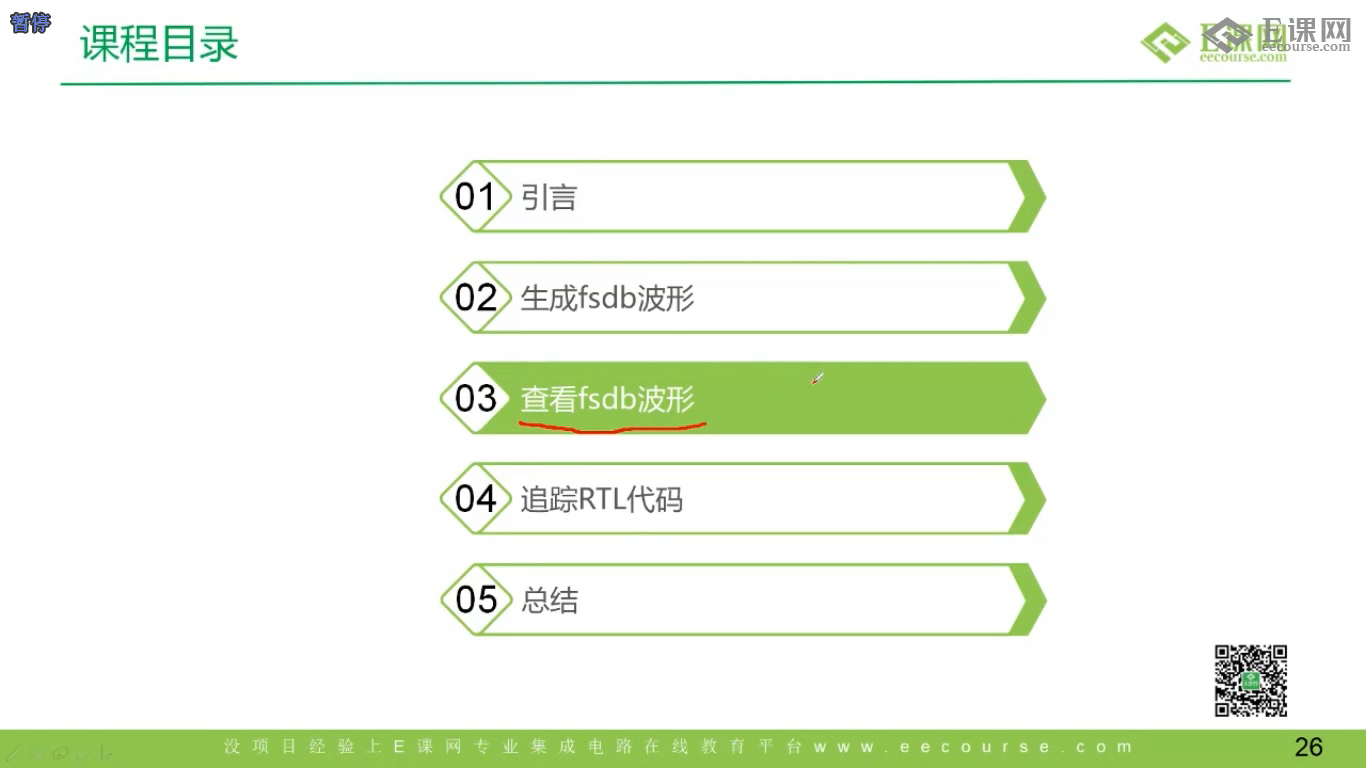 暂停
课程目录
E课网
eecourse.com
E课网
eecourse.com
01 引言
02 生成fsdb波形
03 查看fsdb波形
04 追踪RTL代码
05 总结
没项目经验上E课网专业集成电路在线教育平台www.eecourse.com
26